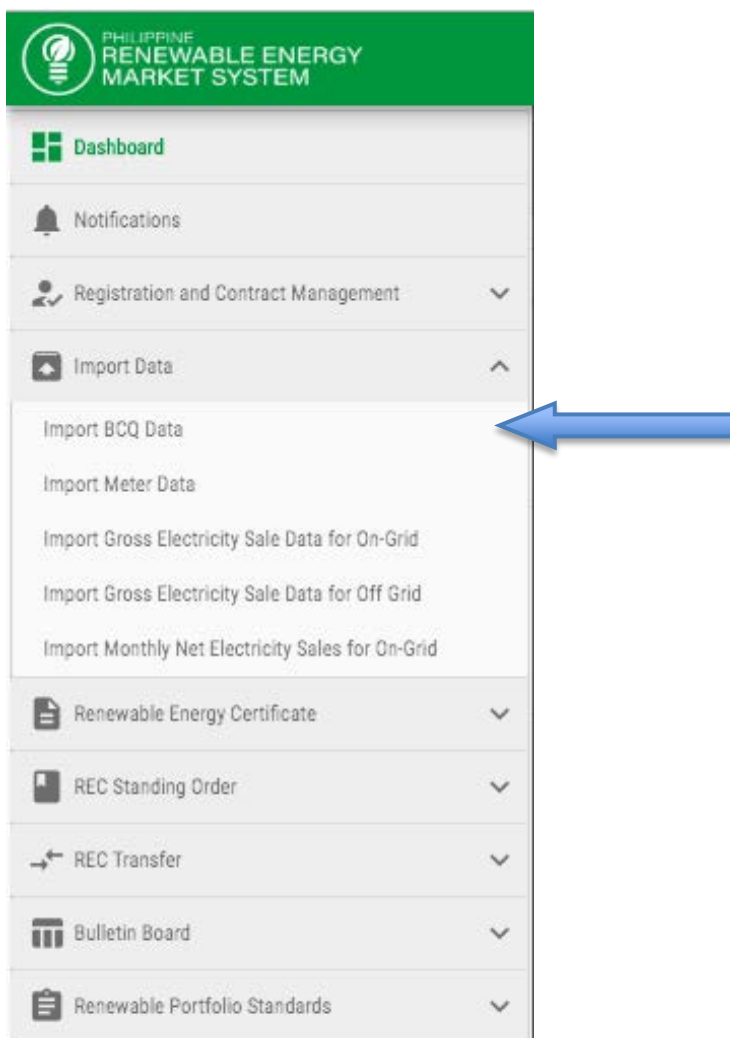 PHILIPPINE
RENEWABLE ENERGY
MARKET SYSTEM
Dashboard
Notifications
Registration and Contract Management
Import Data
Import BCQ Data
Import Meter Data
Import Gross Electricity Sale Data for On-Grid
Import Gross Electricity Sale Data for Off Grid
Import Monthly Net Electricity Sales for On-Grid
Renewable Energy Certificate
REC Standing Order
REC Transfer
Bulletin Board
Renewable Portfolio Standards